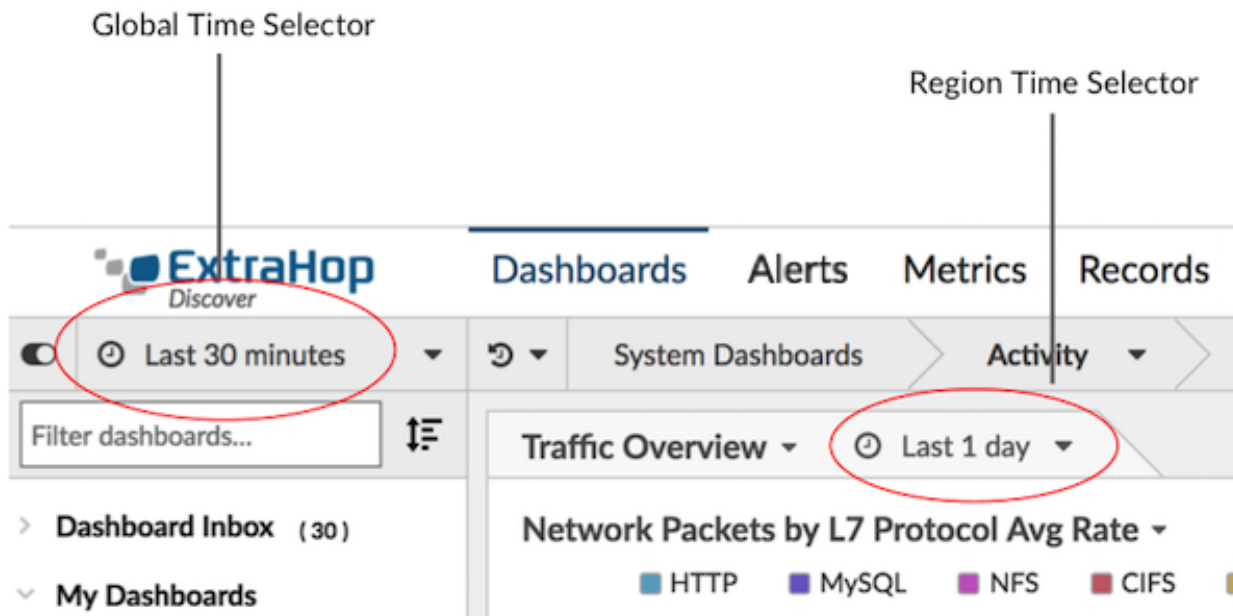 Global Time Selector
Region Time Selector
ExtraHop
Discover
Dashboards Alerts Metrics Records
Last 30 minutes System Dashboards Activity
Filter dashboards...
Traffic Overview Last 1 day
Dashboard Inbox (30)
Network Packets by L7 Protocol Avg Rate
HTTP MySQL NFS CIFS
My Dashboards